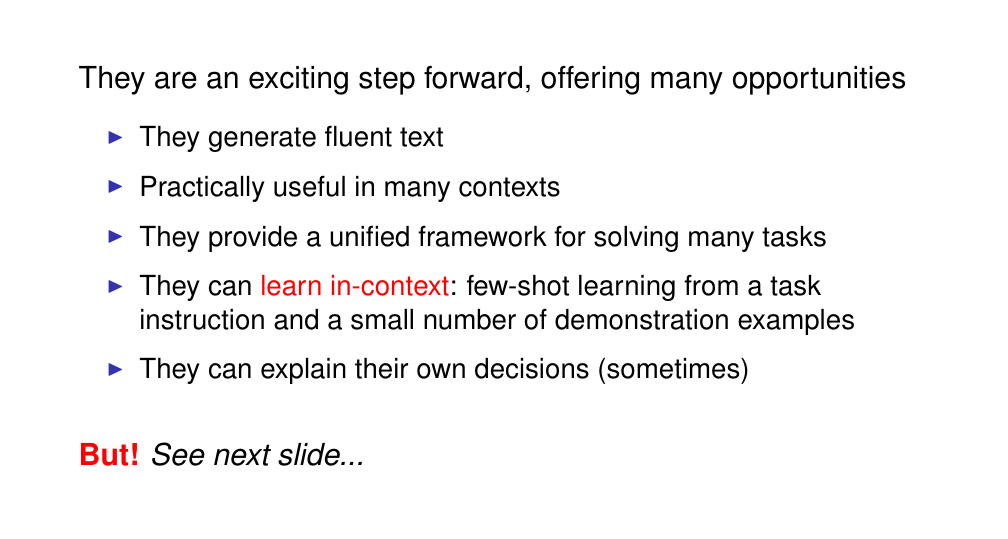 They are an exciting step forward, offering many opportunities
▶ They generate fluent text
▶ Practically useful in many contexts
▶ They provide a unified framework for solving many tasks
▶ They can learn in-context: few-shot learning from a task
instruction and a small number of demonstration examples
▶ They can explain their own decisions (sometimes)
But! See next slide...